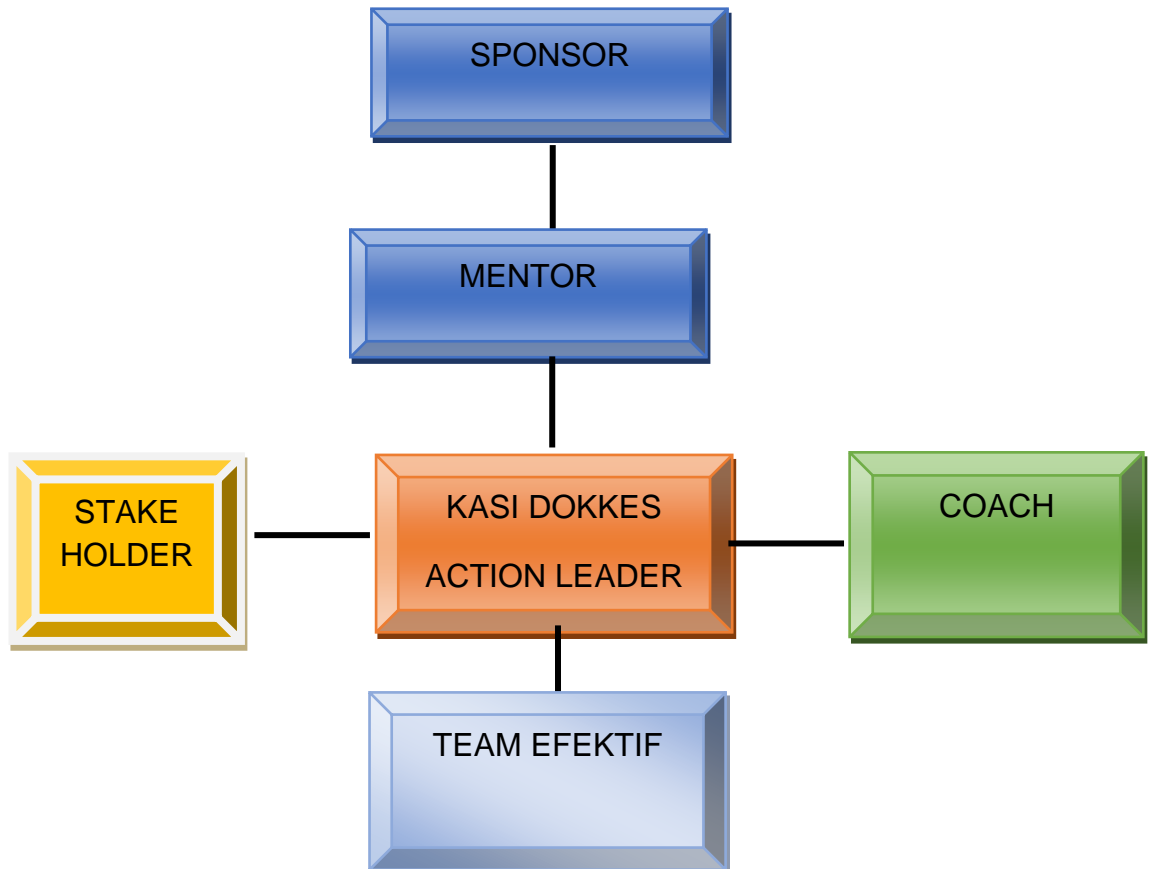 SPONSOR
MENTOR
STAKE
HOLDER
KASI DOKKES
ACTION LEADER
COACH
TEAM EFEKTIF